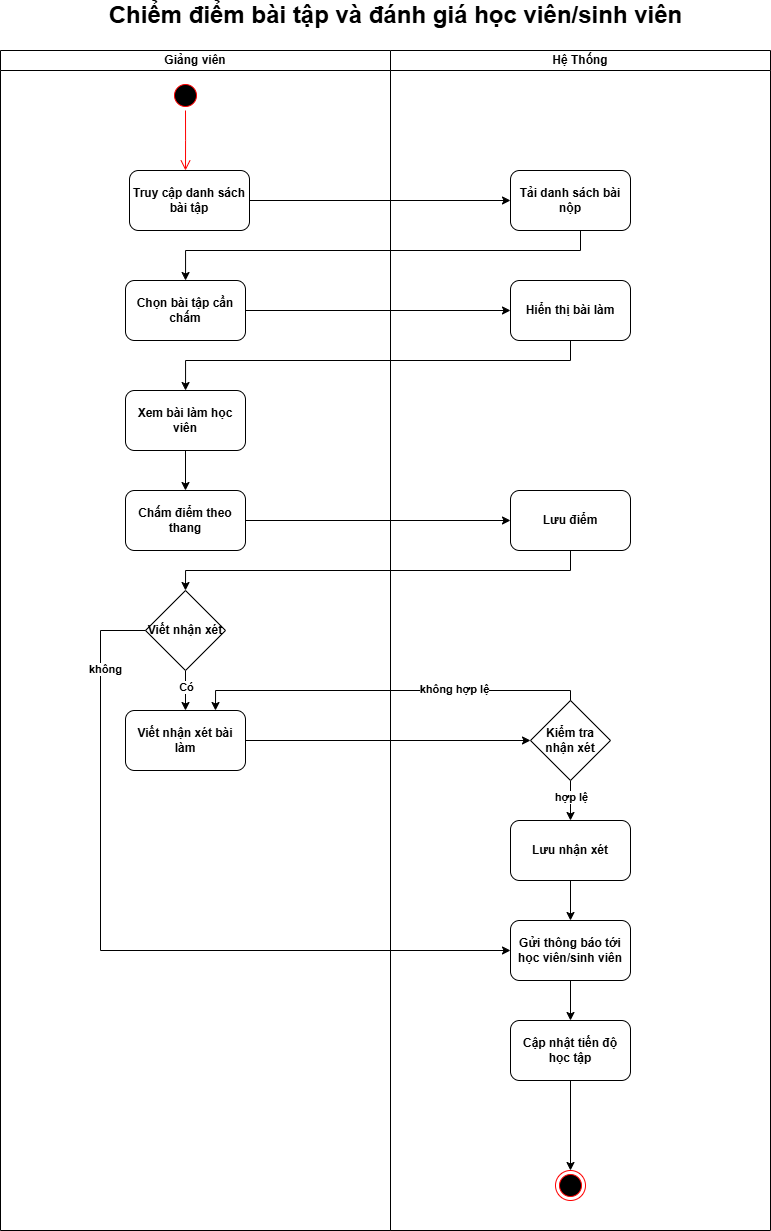 Chiểm điểm bài tập và đánh giá học viên/sinh viên
Giảng viên
Hệ Thống
Truy cập danh sách
bài tập
Tải danh sách bài
nộp
Chọn bài tập cần
chấm
Hiển thị bài làm
Xem bài làm học
viên
Chấm điểm theo
thang
Lưu điểm
Viết nhận xét
không
Có
không hợp lệ
Viết nhận xét bài
làm
Kiểm tra
nhận xét
hợp lệ
Lưu nhận xét
Gửi thông báo tới
học viên/sinh viên
Cập nhật tiến độ
học tập